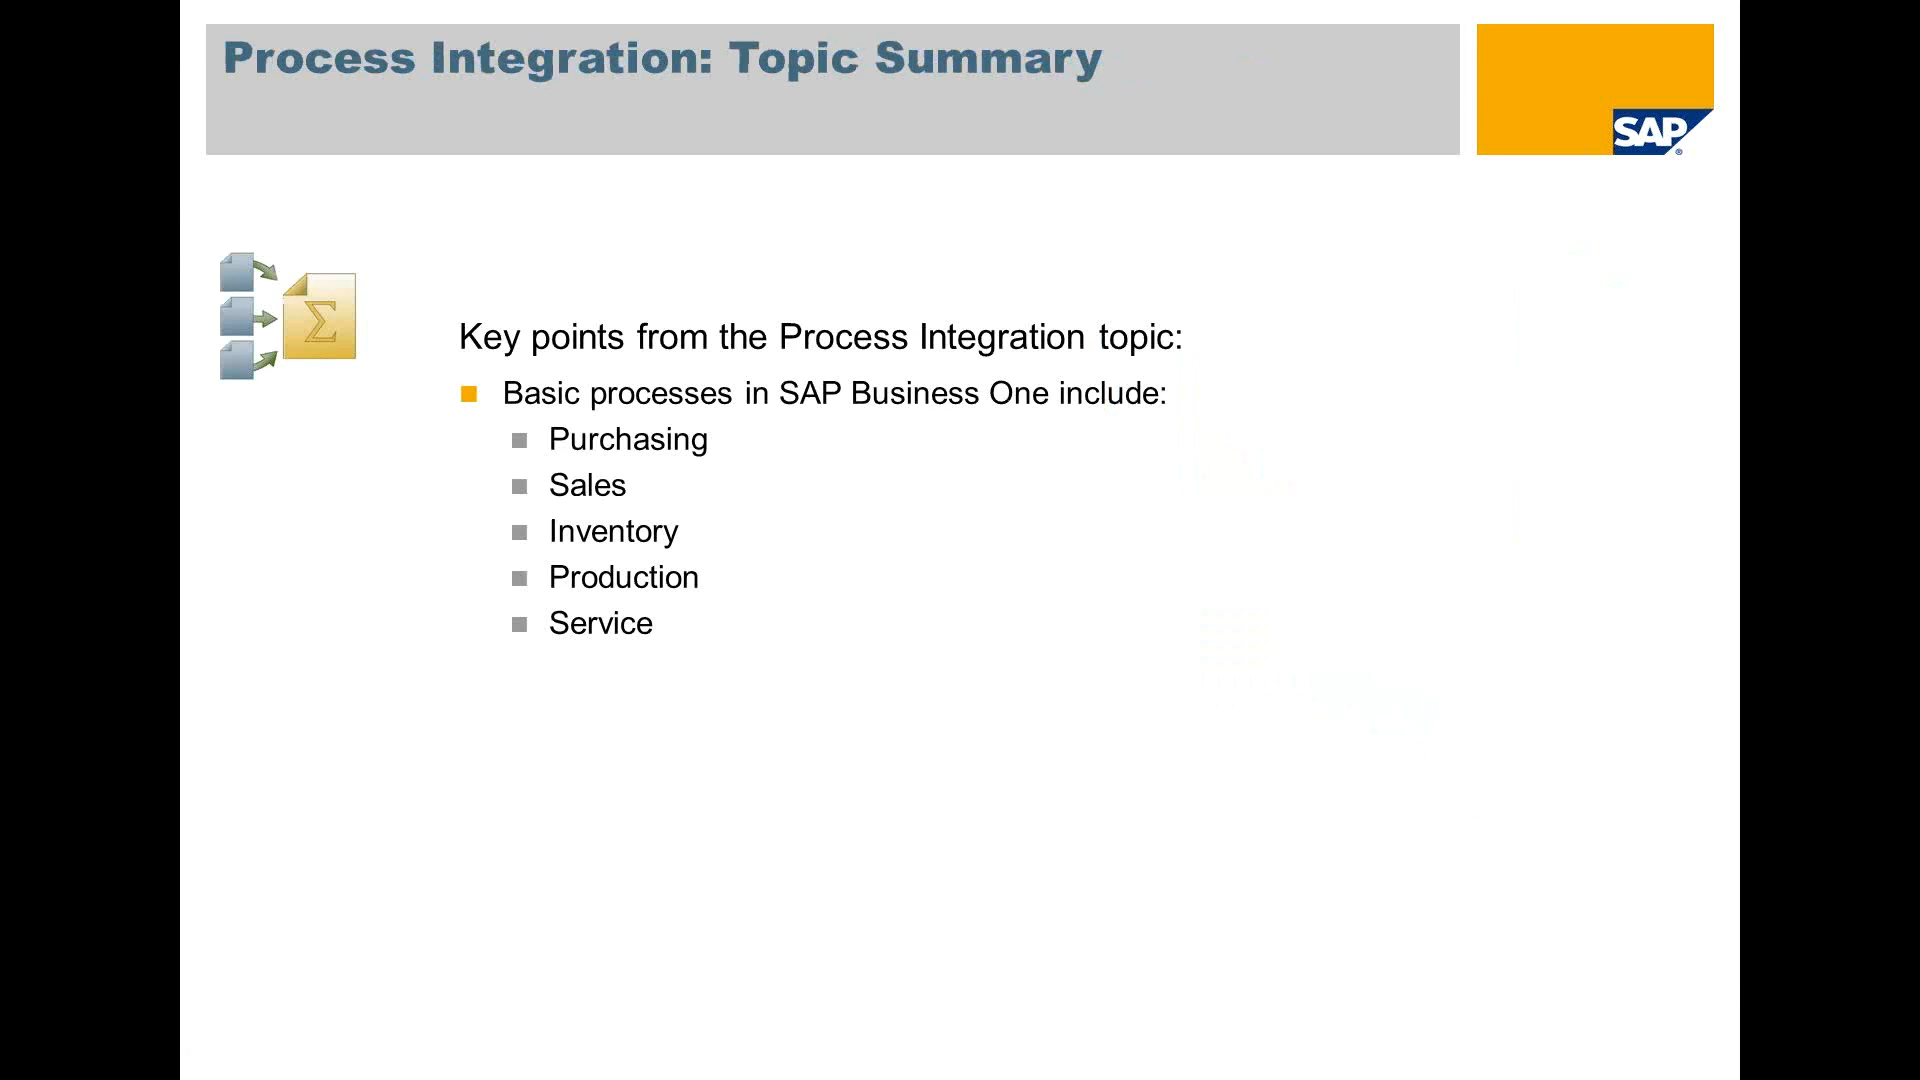 Process Integration: Topic Summary
SAP
®
Σ
Key points from the Process Integration topic:
Basic processes in SAP Business One include:
Purchasing
Sales
Inventory
Production
Service